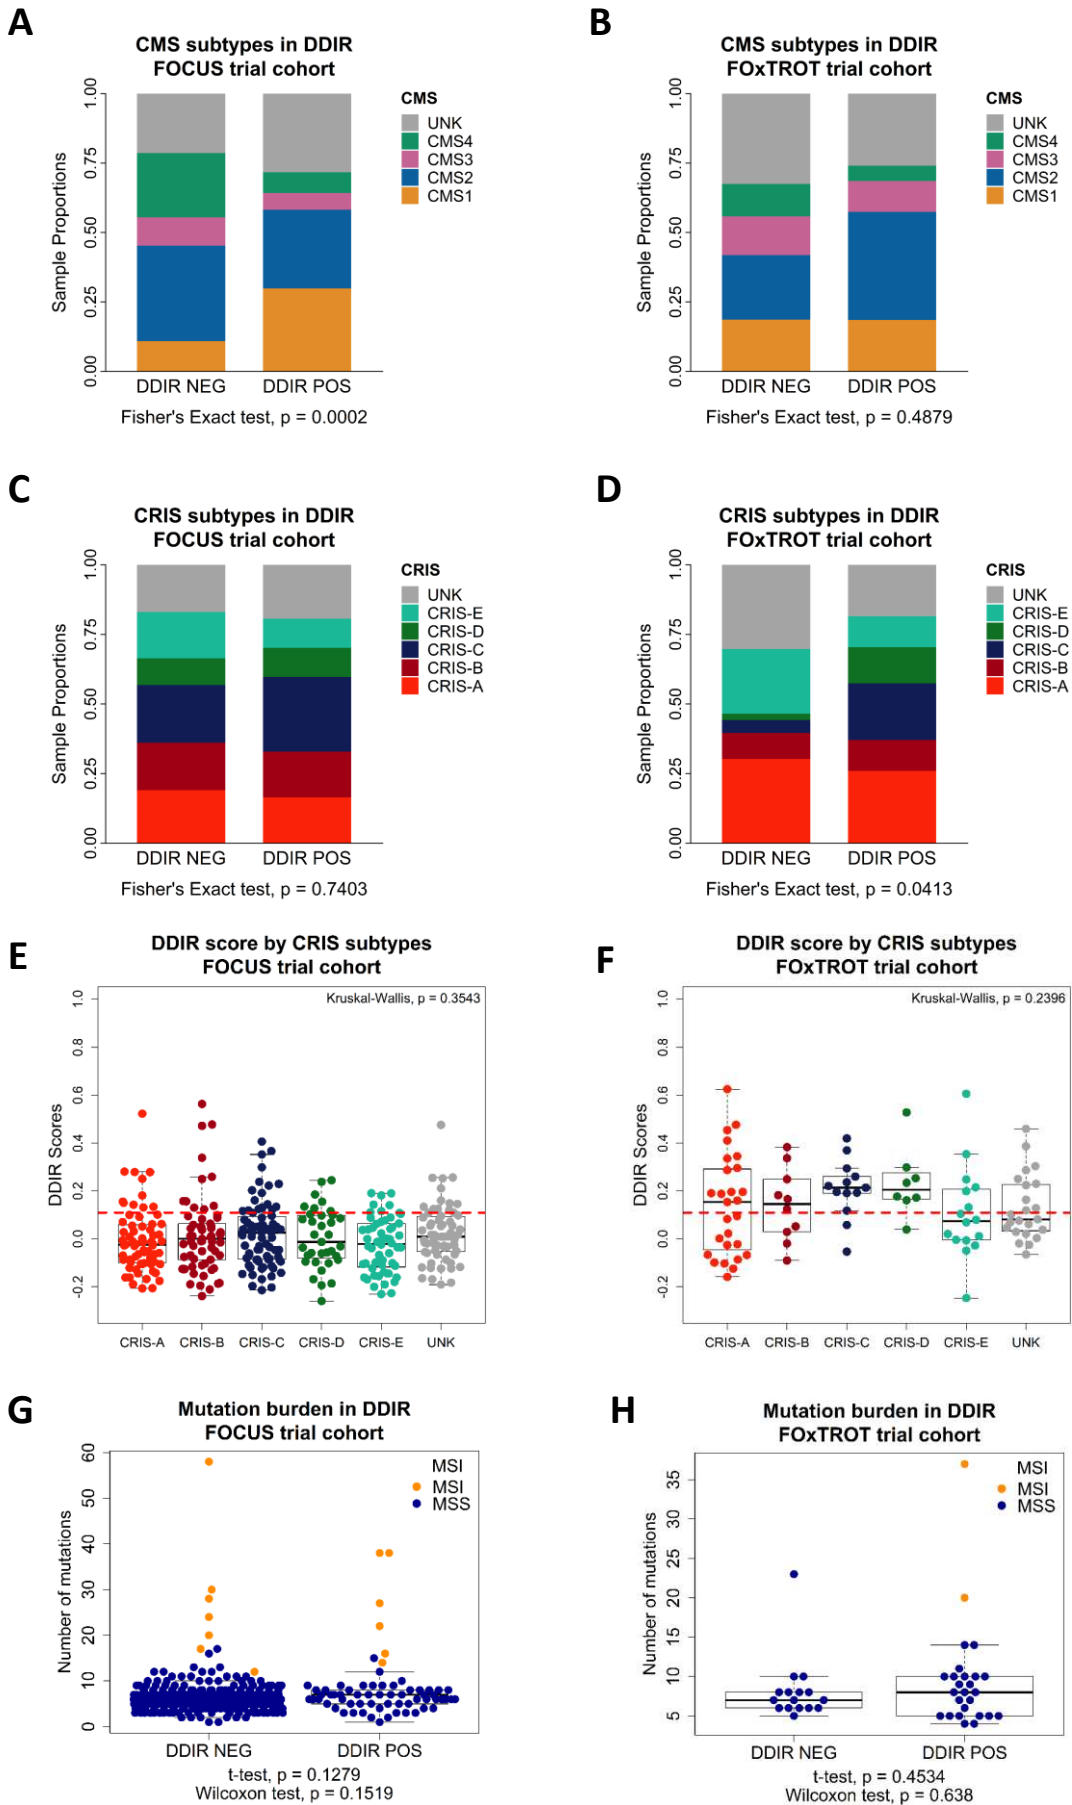 A
CMS subtypes in DDIR
FOCUS trial cohort
Sample Proportions
1.00
0.75
0.50
0.25
0.00
CMS
UNK
CMS4
CMS3
CMS2
CMS1
DDIR NEG
DDIR POS
Fisher's Exact test, p = 0.0002
B
CMS subtypes in DDIR
FOxTROT trial cohort
Sample Proportions
1.00
0.75
0.50
0.25
0.00
CMS
UNK
CMS4
CMS3
CMS2
CMS1
DDIR NEG
DDIR POS
Fisher's Exact test, p = 0.4879
C
CRIS subtypes in DDIR
FOCUS trial cohort
Sample Proportions
1.00
0.75
0.50
0.25
0.00
CRIS
UNK
CRIS-E
CRIS-D
CRIS-C
CRIS-B
CRIS-A
DDIR NEG
DDIR POS
Fisher's Exact test, p = 0.7403
D
CRIS subtypes in DDIR
FOxTROT trial cohort
Sample Proportions
1.00
0.75
0.50
0.25
0.00
CRIS
UNK
CRIS-E
CRIS-D
CRIS-C
CRIS-B
CRIS-A
DDIR NEG
DDIR POS
Fisher's Exact test, p = 0.0413
E
DDIR score by CRIS subtypes
FOCUS trial cohort
Kruskal-Wallis, p = 0.3543
DDIR Scores
1.0
0.8
0.6
0.4
0.2
0.0
-0.2
CRIS-A
CRIS-B
CRIS-C
CRIS-D
CRIS-E
UNK
F
DDIR score by CRIS subtypes
FOxTROT trial cohort
Kruskal-Wallis, p = 0.2396
DDIR Scores
1.0
0.8
0.6
0.4
0.2
0.0
-0.2
CRIS-A
CRIS-B
CRIS-C
CRIS-D
CRIS-E
UNK
G
Mutation burden in DDIR
FOCUS trial cohort
Number of mutations
60
50
40
30
20
10
0
MSI
MSI
MSS
DDIR NEG
DDIR POS
t-test, p = 0.1279
Wilcoxon test, p = 0.1519
H
Mutation burden in DDIR
FOxTROT trial cohort
Number of mutations
35
30
25
20
15
10
5
MSI
MSI
MSS
DDIR NEG
DDIR POS
t-test, p = 0.4534
Wilcoxon test, p = 0.638